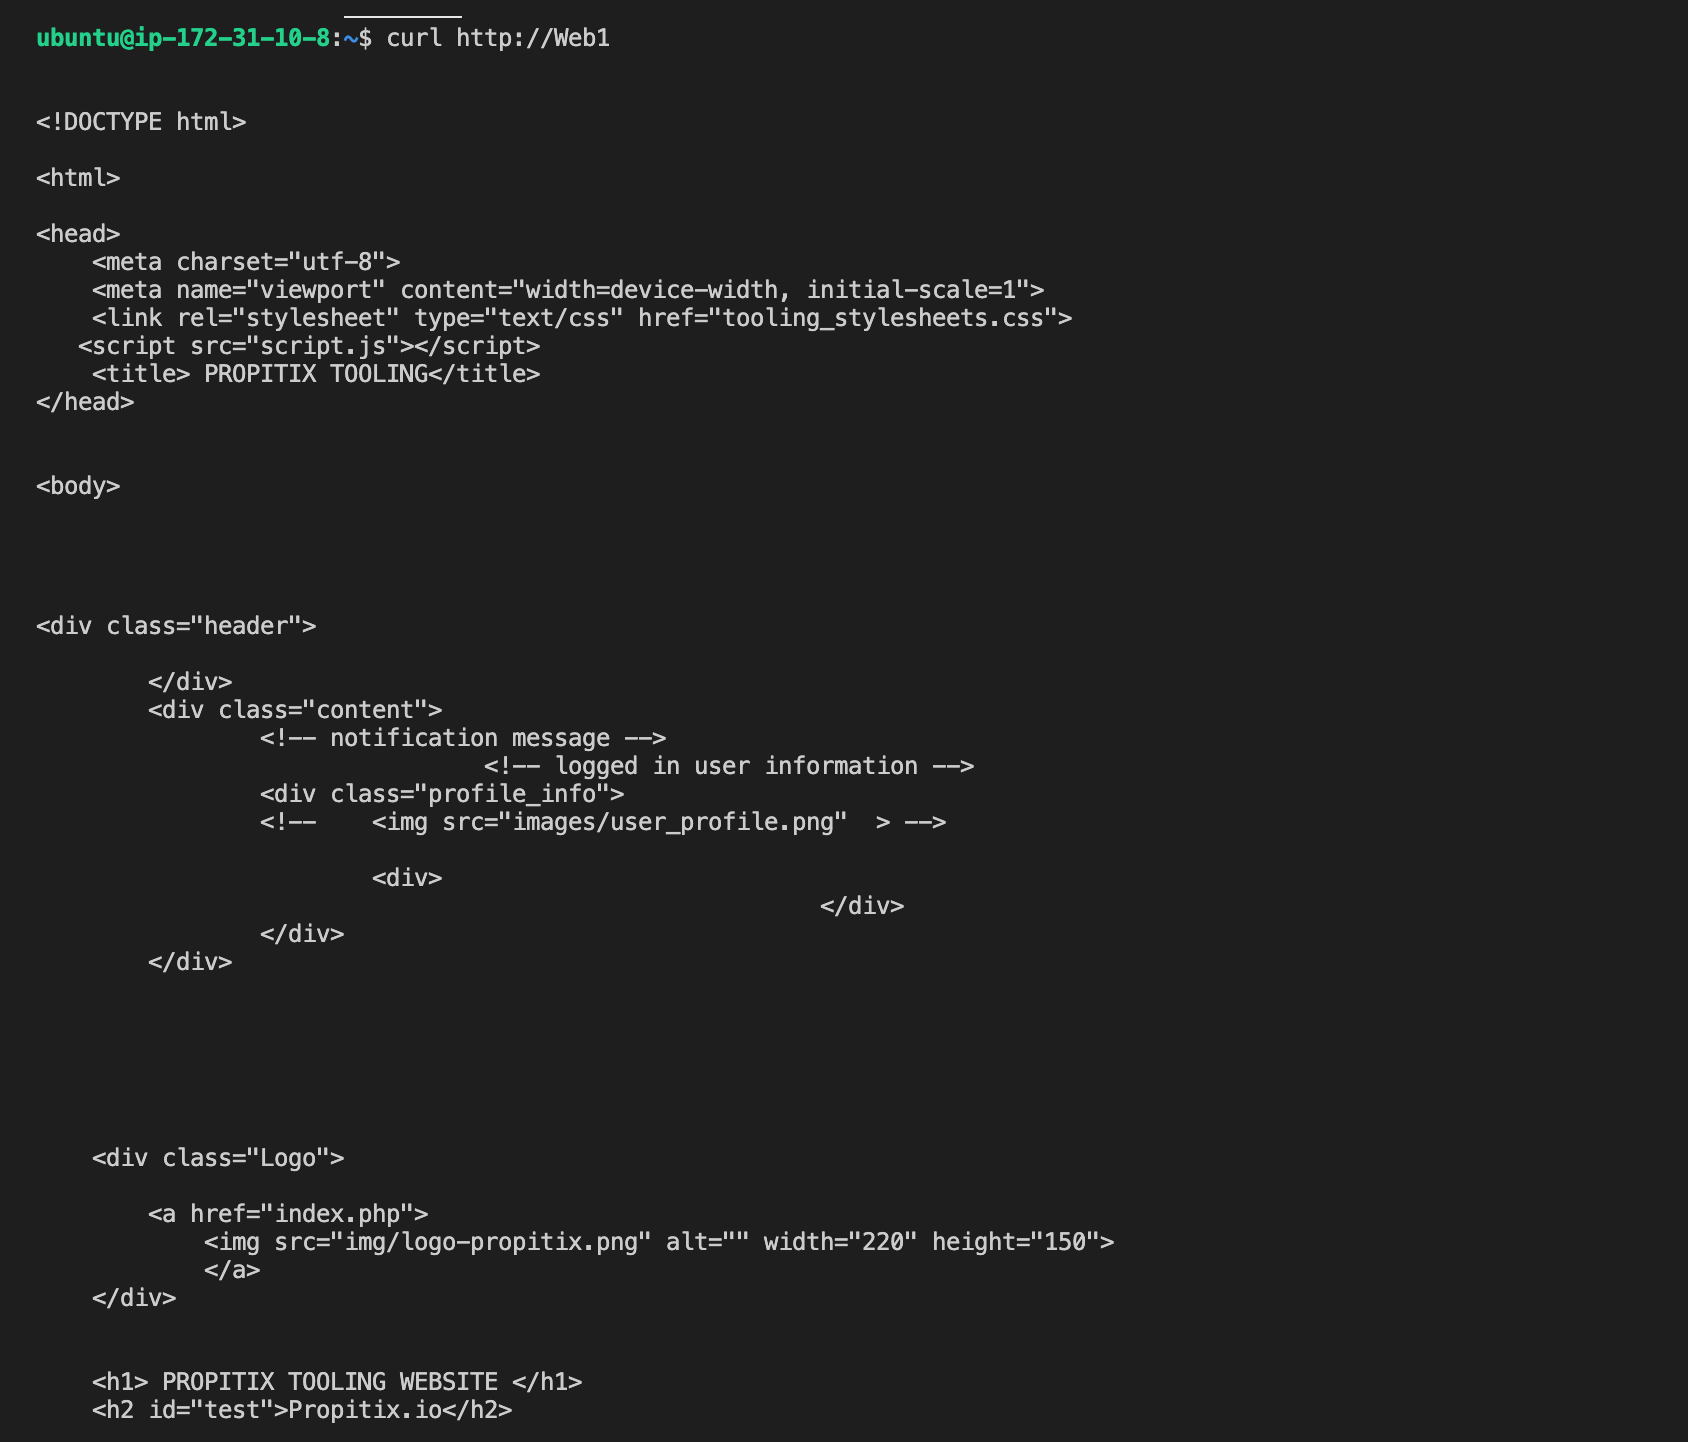 ubuntu@ip-172-31-10-8:~$ curl http://Web1
<!DOCTYPE html>
<html>
<head>
    <meta charset="utf-8">
    <meta name="viewport" content="width=device-width, initial-scale=1">
    <link rel="stylesheet" type="text/css" href="tooling_stylesheets.css">
   <script src="script.js"></script>
    <title> PROPITIX TOOLING</title>
</head>
<body>
<div class="header">
        </div>
        <div class="content">
                <!-- notification message -->
                                <!-- logged in user information -->
                <div class="profile_info">
                <!--    <img src="images/user_profile.png"  > -->
                        <div>
                                                        </div>
                </div>
        </div>
    <div class="Logo">
        <a href="index.php">
            <img src="img/logo-propitix.png" alt="" width="220" height="150">
            </a>
    </div>
    <h1> PROPITIX TOOLING WEBSITE </h1>
    <h2 id="test">Propitix.io</h2>